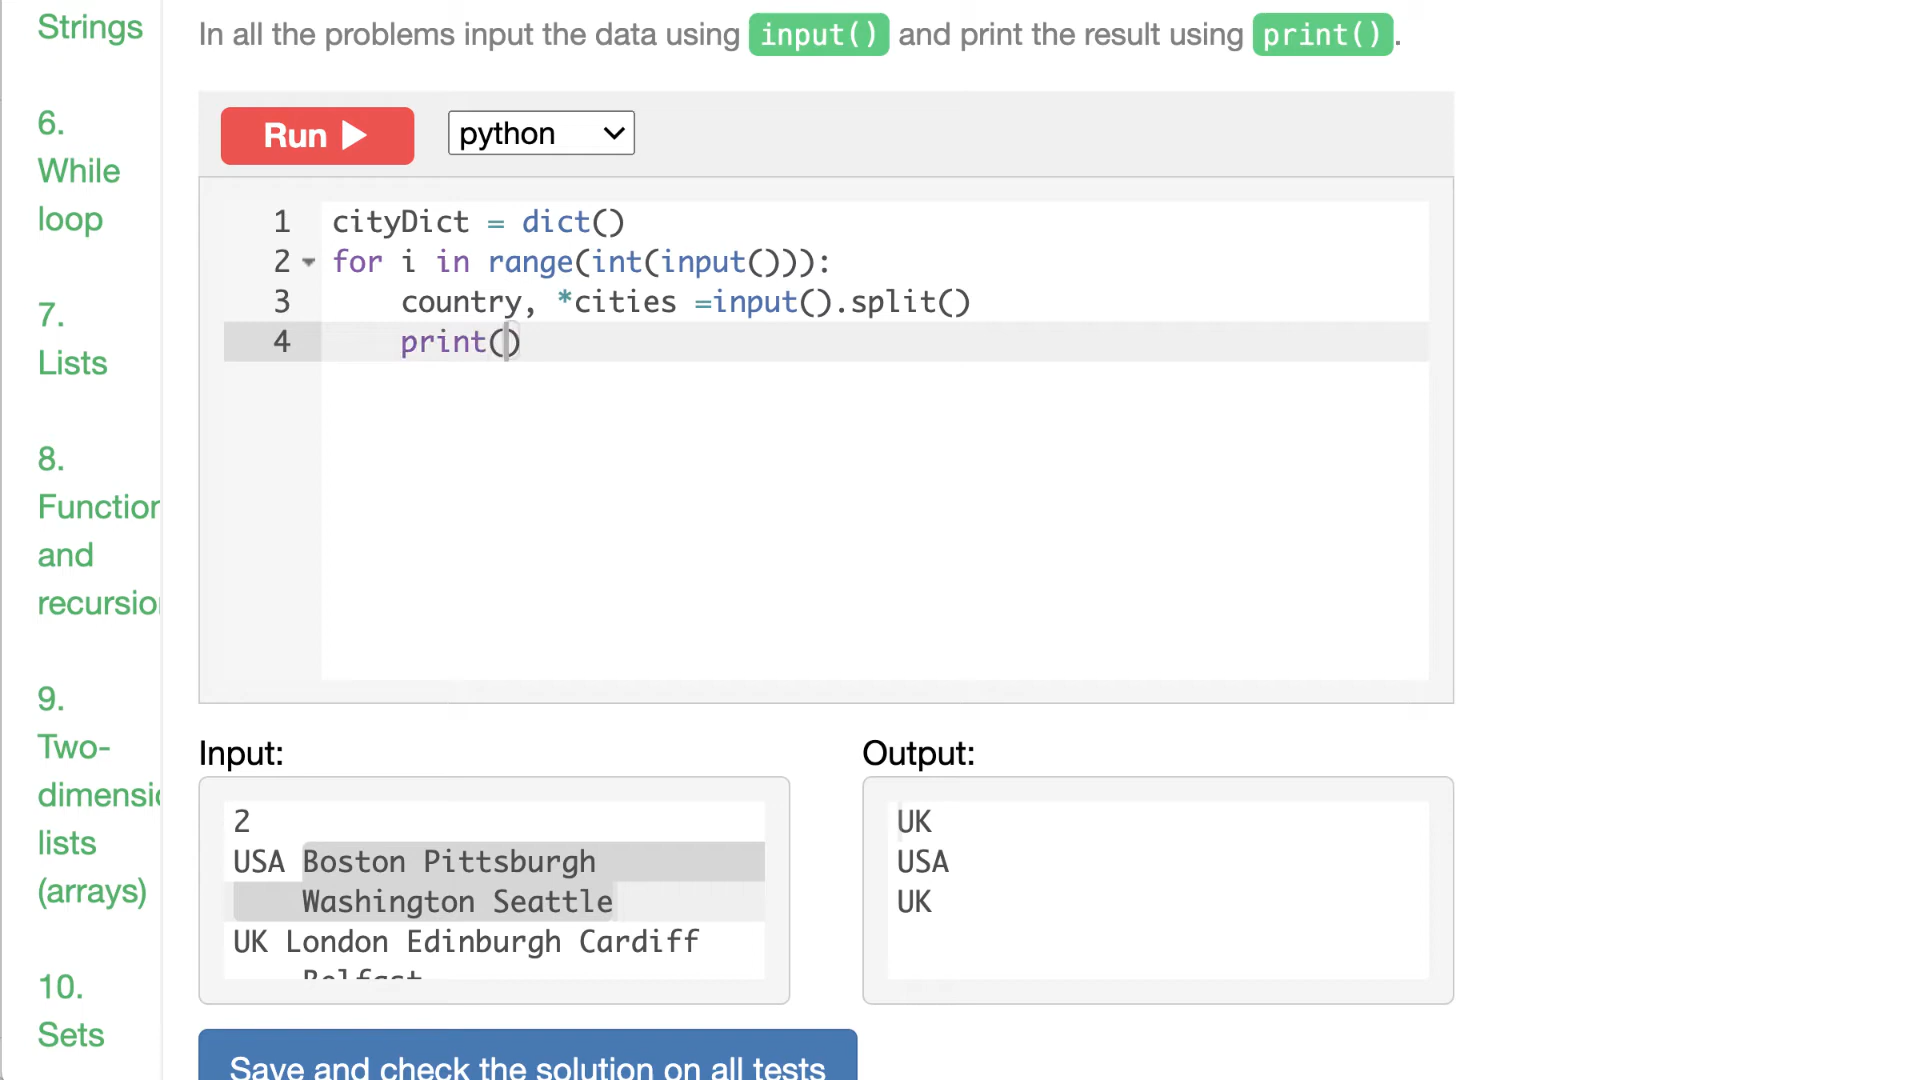 Strings
6.
While
loop
7.
Lists
8.
Function
and
recursio
9.
Two-
dimensi
lists
(arrays)
10.
Sets
In all the problems input the data using input() and print the result using print().
Run
python
1 cityDict = dict()
2 for i in range(int(input())):
3 country, *cities =input().split()
4 print()
Input:
2
USA Boston Pittsburgh
Washington Seattle
UK London Edinburgh Cardiff
Belfast
Output:
UK
USA
UK
Save and check the solution on all tests